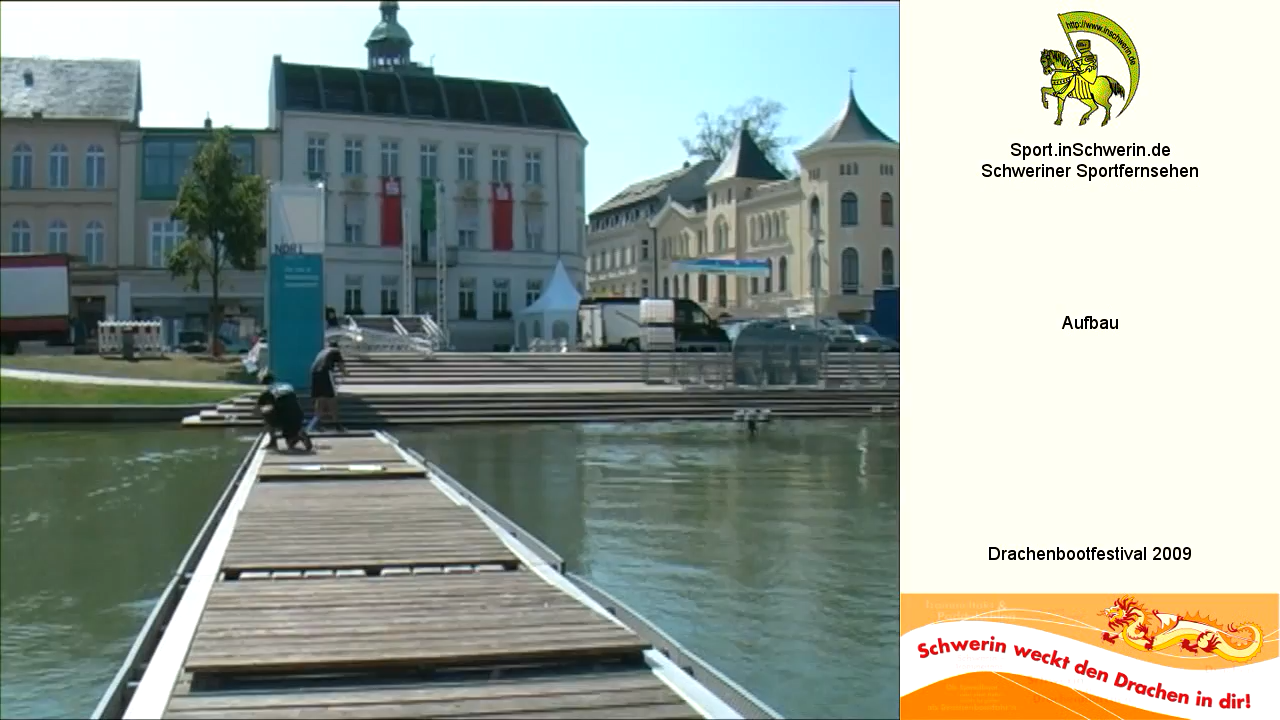 http://www.inschwerin.de
Sport.inSchwerin.de
Schweriner Sportfernsehen
NDR 1
Aufbau
Drachenbootfestival 2009
Schwerin weckt den Drachen in dir!